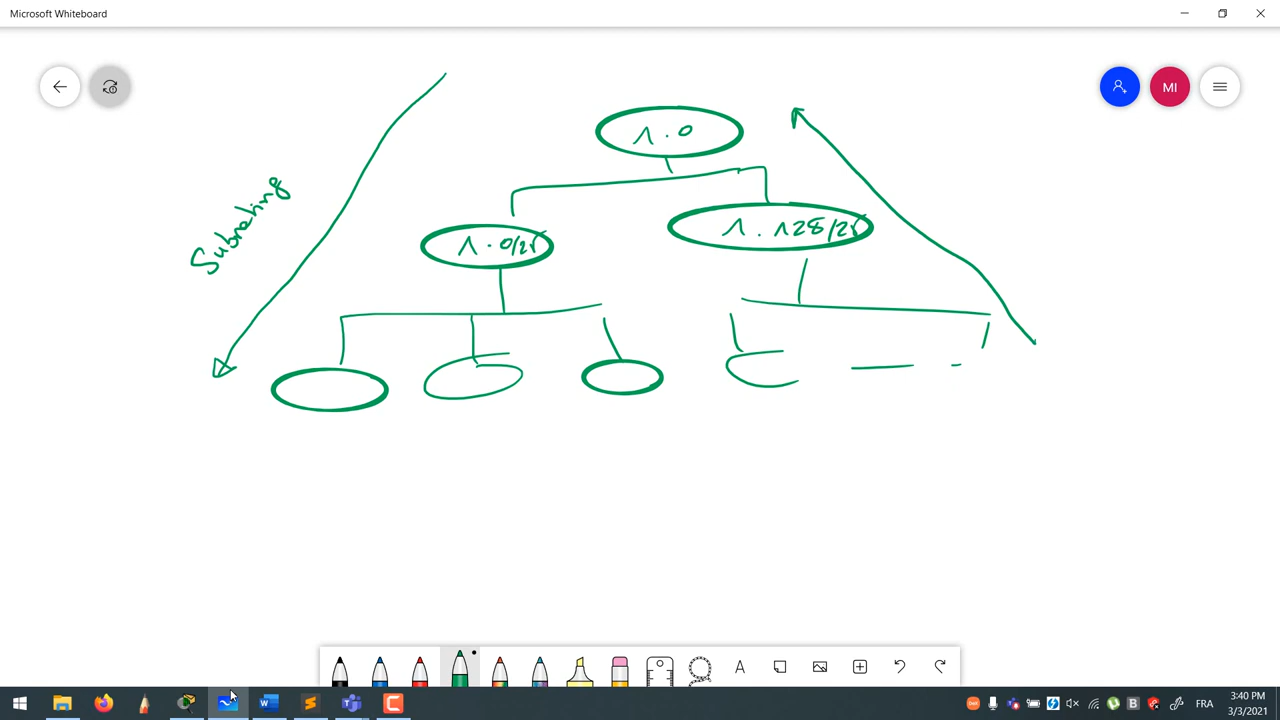 Microsoft Whiteboard
MI
1.0
Subneting
1.0/25
1.128/25
A
W
FRA
3:40 PM
3/3/2021